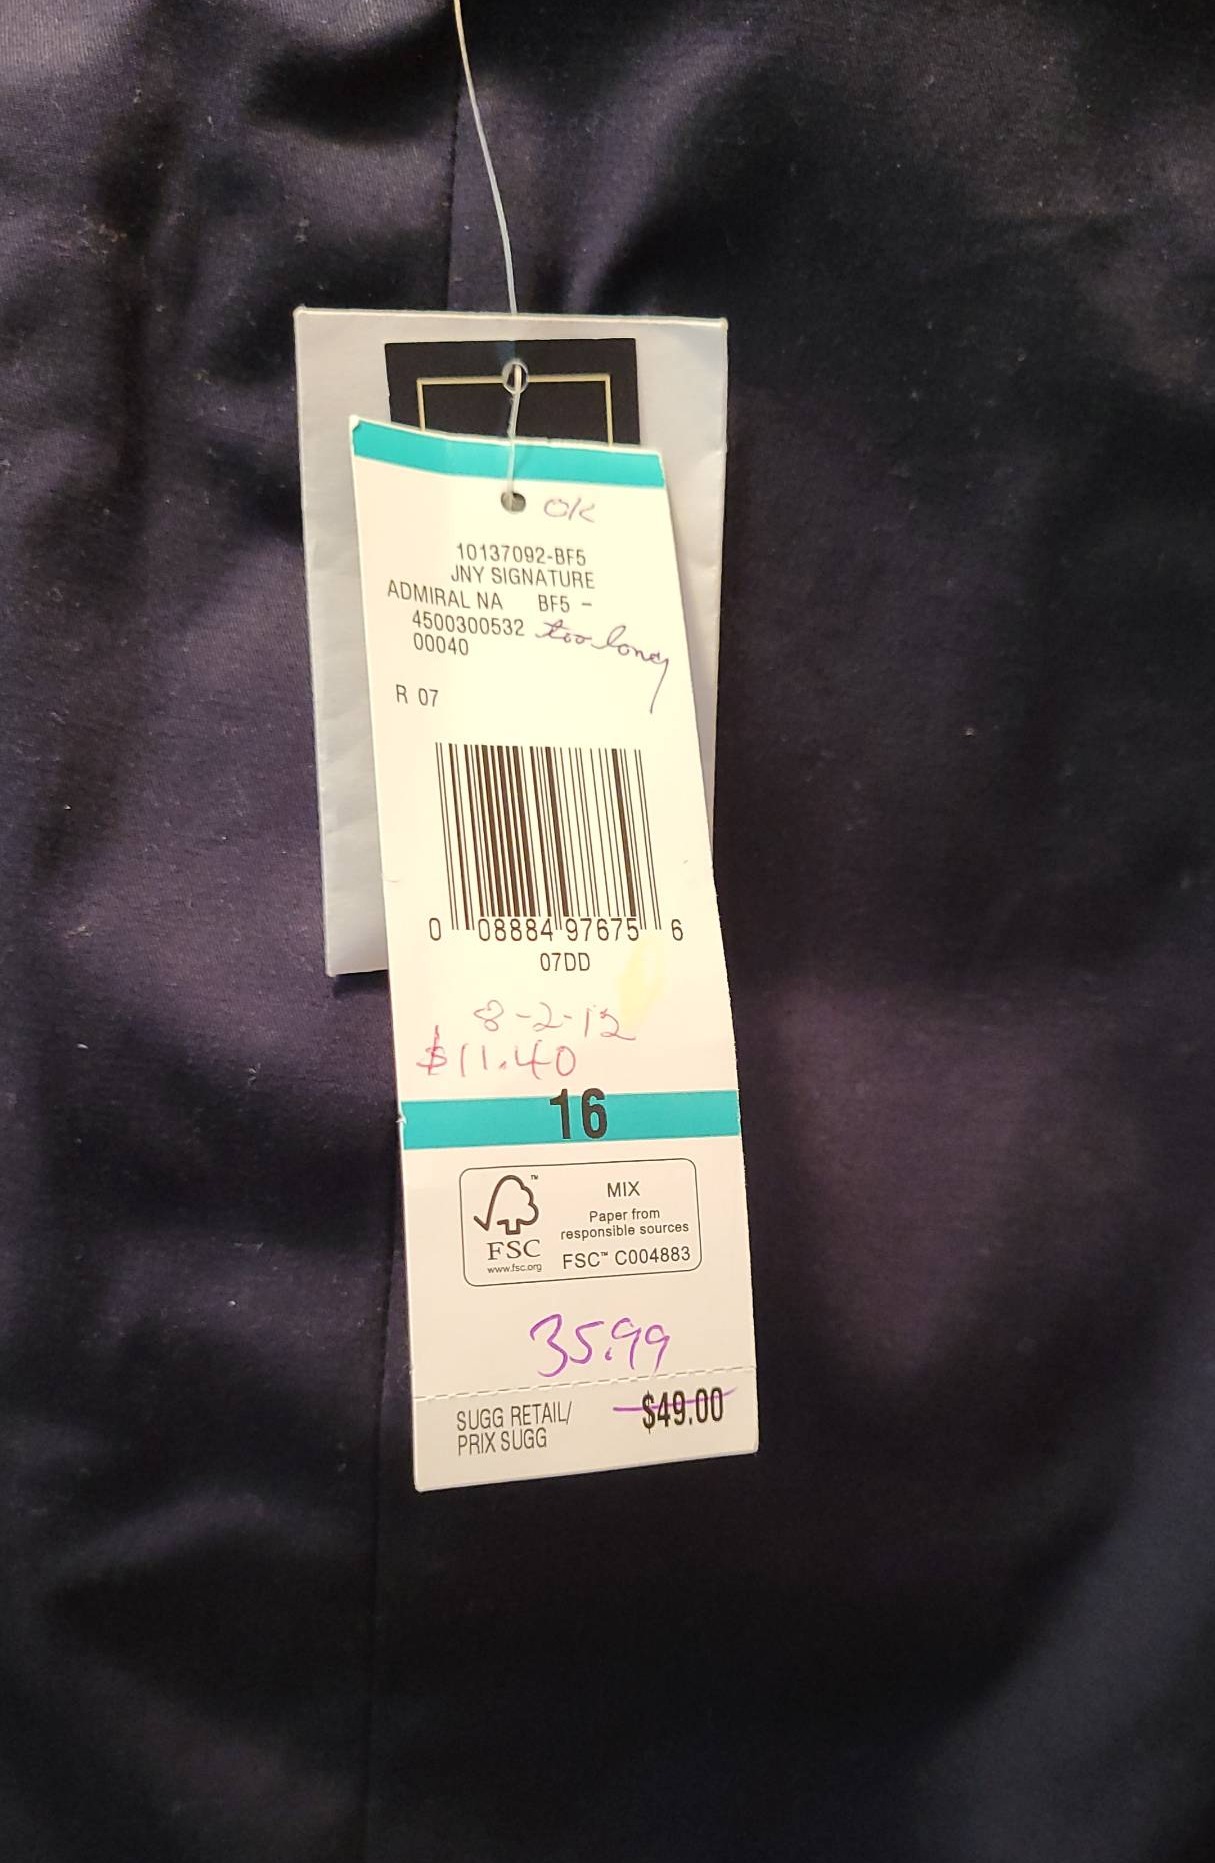 OK
10137092-BF5
JNY SIGNATURE
ADMIRAL NA BF5 -
4500300532 too long
00040
R 07
0 08884 97675 6
07DD
8-2-12
$11.40
16
FSC
www.fsc.org
MIX
Paper from
responsible sources
FSC™ C004883
35.99
SUGG RETAIL/ $49.00
PRIX SUGG